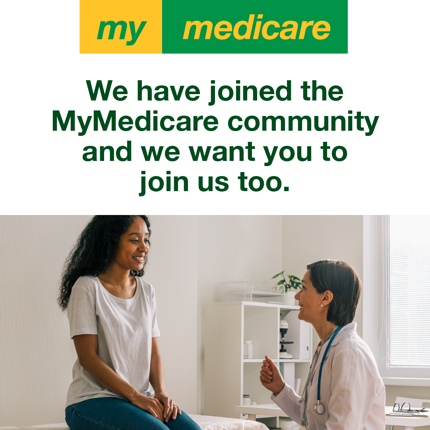 my medicare
We have joined the
MyMedicare community
and we want you to
join us too.